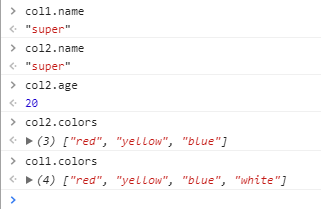 > col1.name
<· "super"
> col2.name
<· "super"
> col2.age
<· 20
> col2.colors
<· ▶ (3) ["red", "yellow", "blue"]
> col1.colors
<· ▶ (4) ["red", "yellow", "blue", "white"]
>